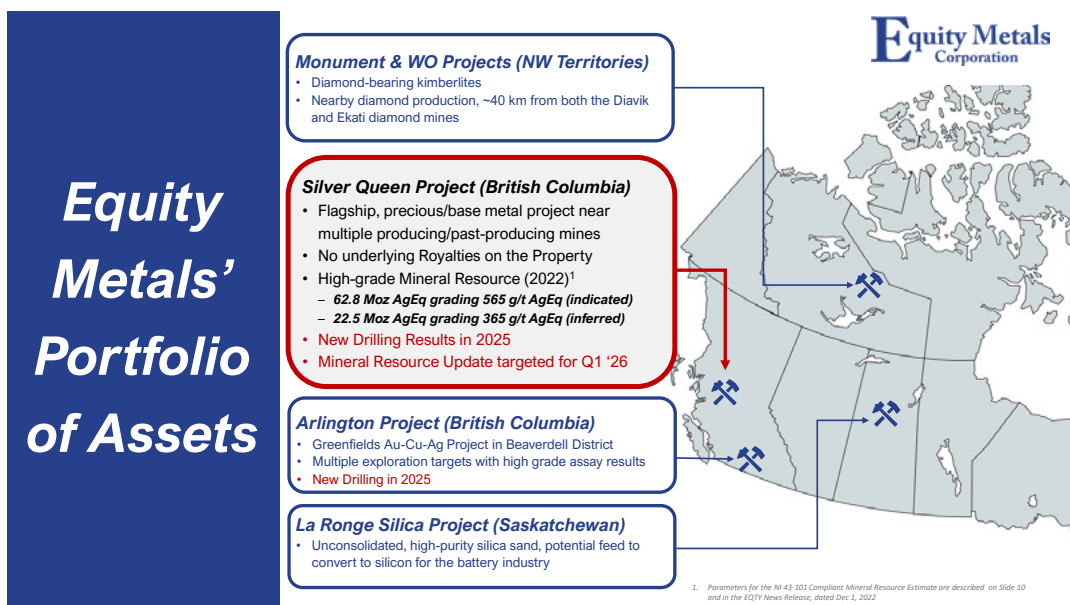 Equity
Metals’
Portfolio
of Assets
Monument & WO Projects (NW Territories)
• Diamond-bearing kimberlites
• Nearby diamond production, ~40 km from both the Diavik
and Ekati diamond mines
Silver Queen Project (British Columbia)
• Flagship, precious/base metal project near
multiple producing/past-producing mines
• No underlying Royalties on the Property
• High-grade Mineral Resource (2022)¹
– 62.8 Moz AgEq grading 565 g/t AgEq (indicated)
– 22.5 Moz AgEq grading 365 g/t AgEq (inferred)
• New Drilling Results in 2025
• Mineral Resource Update targeted for Q1 ‘26
Arlington Project (British Columbia)
• Greenfields Au-Cu-Ag Project in Beaverdell District
• Multiple exploration targets with high grade assay results
• New Drilling in 2025
La Ronge Silica Project (Saskatchewan)
• Unconsolidated, high-purity silica sand, potential feed to
convert to silicon for the battery industry
Equity Metals
Corporation
1. Parameters for the NI 43-101 Compliant Mineral Resource Estimate are described on Slide 10
and in the EQTY News Release, dated Dec 1, 2022